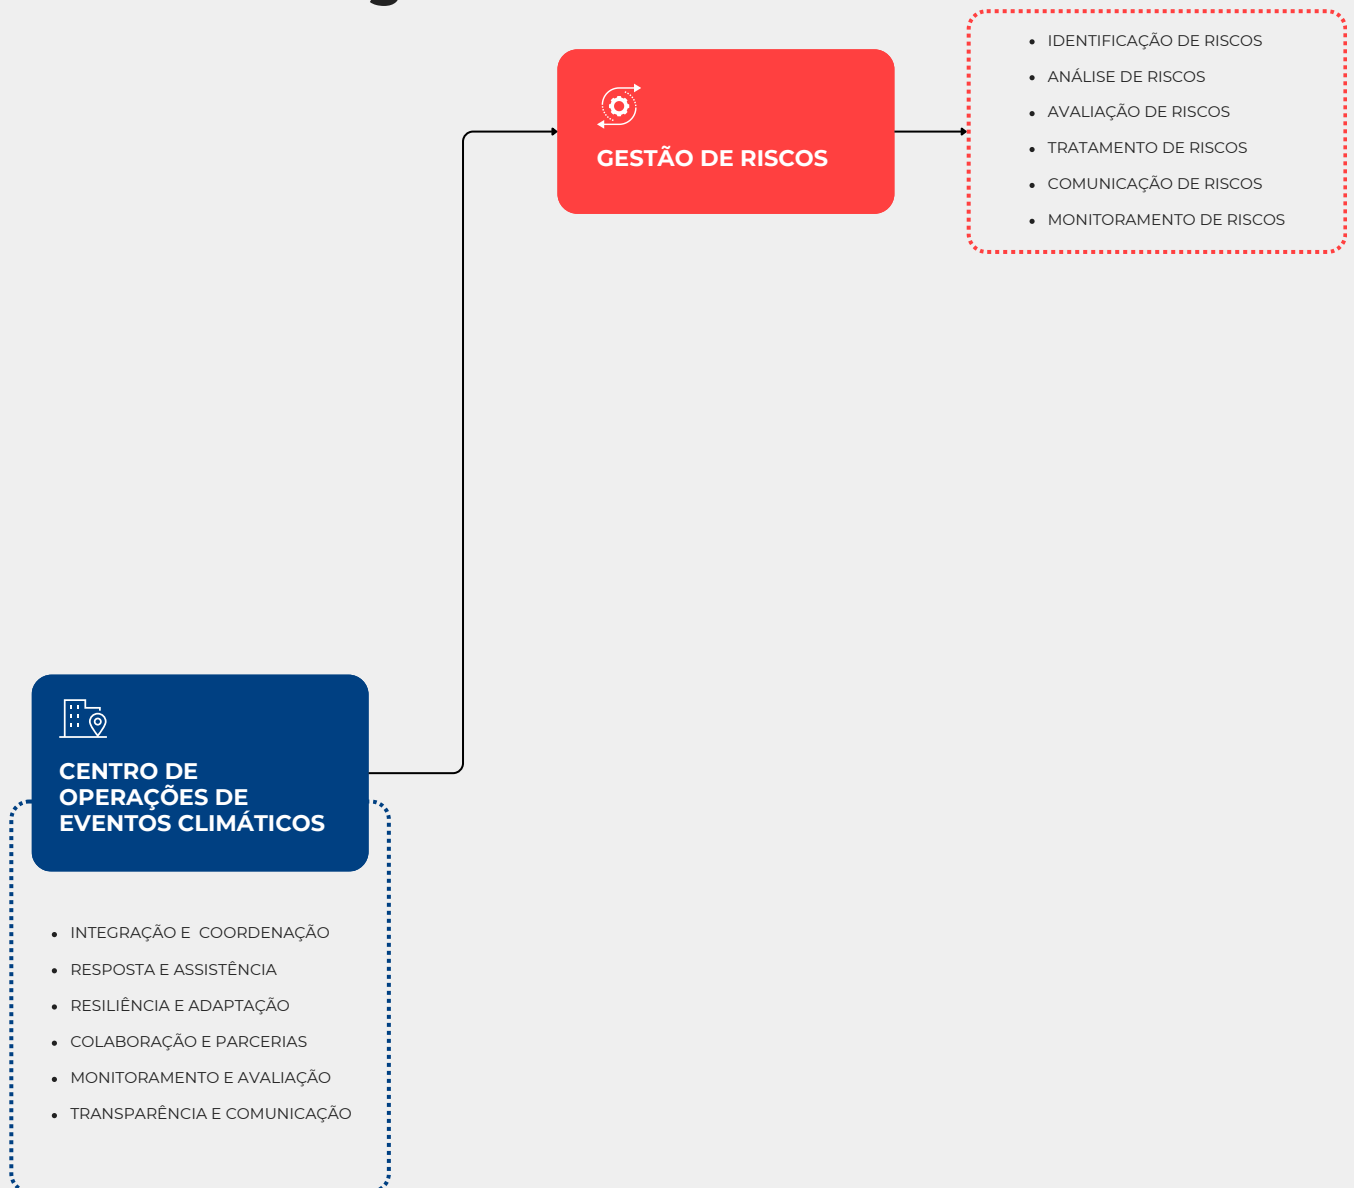 GESTÃO DE RISCOS
IDENTIFICAÇÃO DE RISCOS
ANÁLISE DE RISCOS
AVALIAÇÃO DE RISCOS
TRATAMENTO DE RISCOS
COMUNICAÇÃO DE RISCOS
MONITORAMENTO DE RISCOS
CENTRO DE
OPERAÇÕES DE
EVENTOS CLIMÁTICOS
INTEGRAÇÃO E COORDENAÇÃO
RESPOSTA E ASSISTÊNCIA
RESILIÊNCIA E ADAPTAÇÃO
COLABORAÇÃO E PARCERIAS
MONITORAMENTO E AVALIAÇÃO
TRANSPARÊNCIA E COMUNICAÇÃO